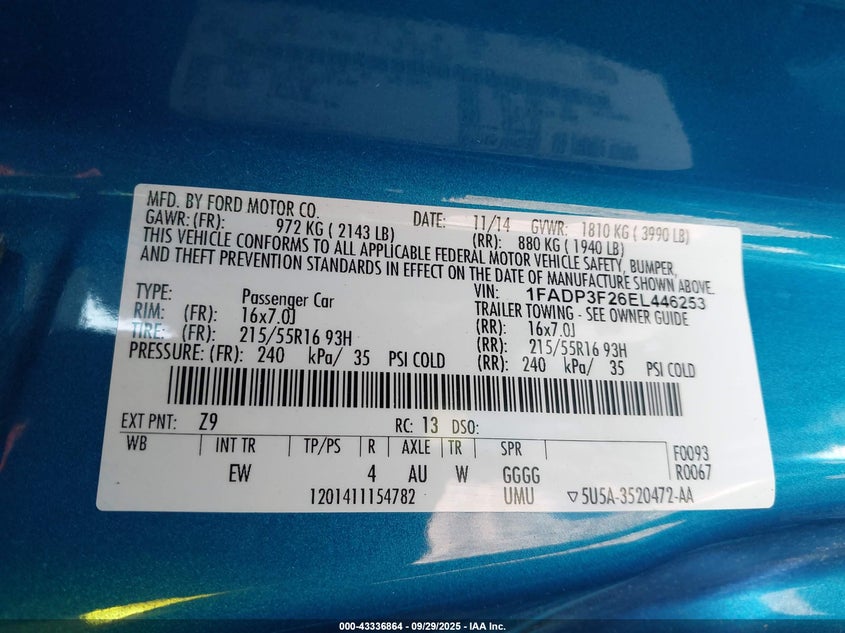 MFD. BY FORD MOTOR CO. DATE: 11/14 GVWR: 1810 KG ( 3990 LB)
GAWR: (FR): 972 KG ( 2143 LB) (RR): 880 KG ( 1940 LB)
THIS VEHICLE CONFORMS TO ALL APPLICABLE FEDERAL MOTOR VEHICLE SAFETY, BUMPER,
AND THEFT PREVENTION STANDARDS IN EFFECT ON THE DATE OF MANUFACTURE SHOWN ABOVE.
VIN: 1FADP3F26EL446253
TYPE: Passenger Car TRAILER TOWING - SEE OWNER GUIDE
RIM: (FR): 16x7.0J (RR): 16x7.0J
TIRE: (FR): 215/55R16 93H (RR): 215/55R16 93H
PRESSURE: (FR): 240 kPa/ 35 PSI COLD (RR): 240 kPa/ 35 PSI COLD
EXT PNT: Z9 RC: 13 DSO:
WB INT TR TP/PS R AXLE TR SPR F0093
EW 4 AU W GGGG R0067
1201411154782 UMU ▽5U5A-3520472-AA
000-43336864 - 09/29/2025 - IAA Inc.